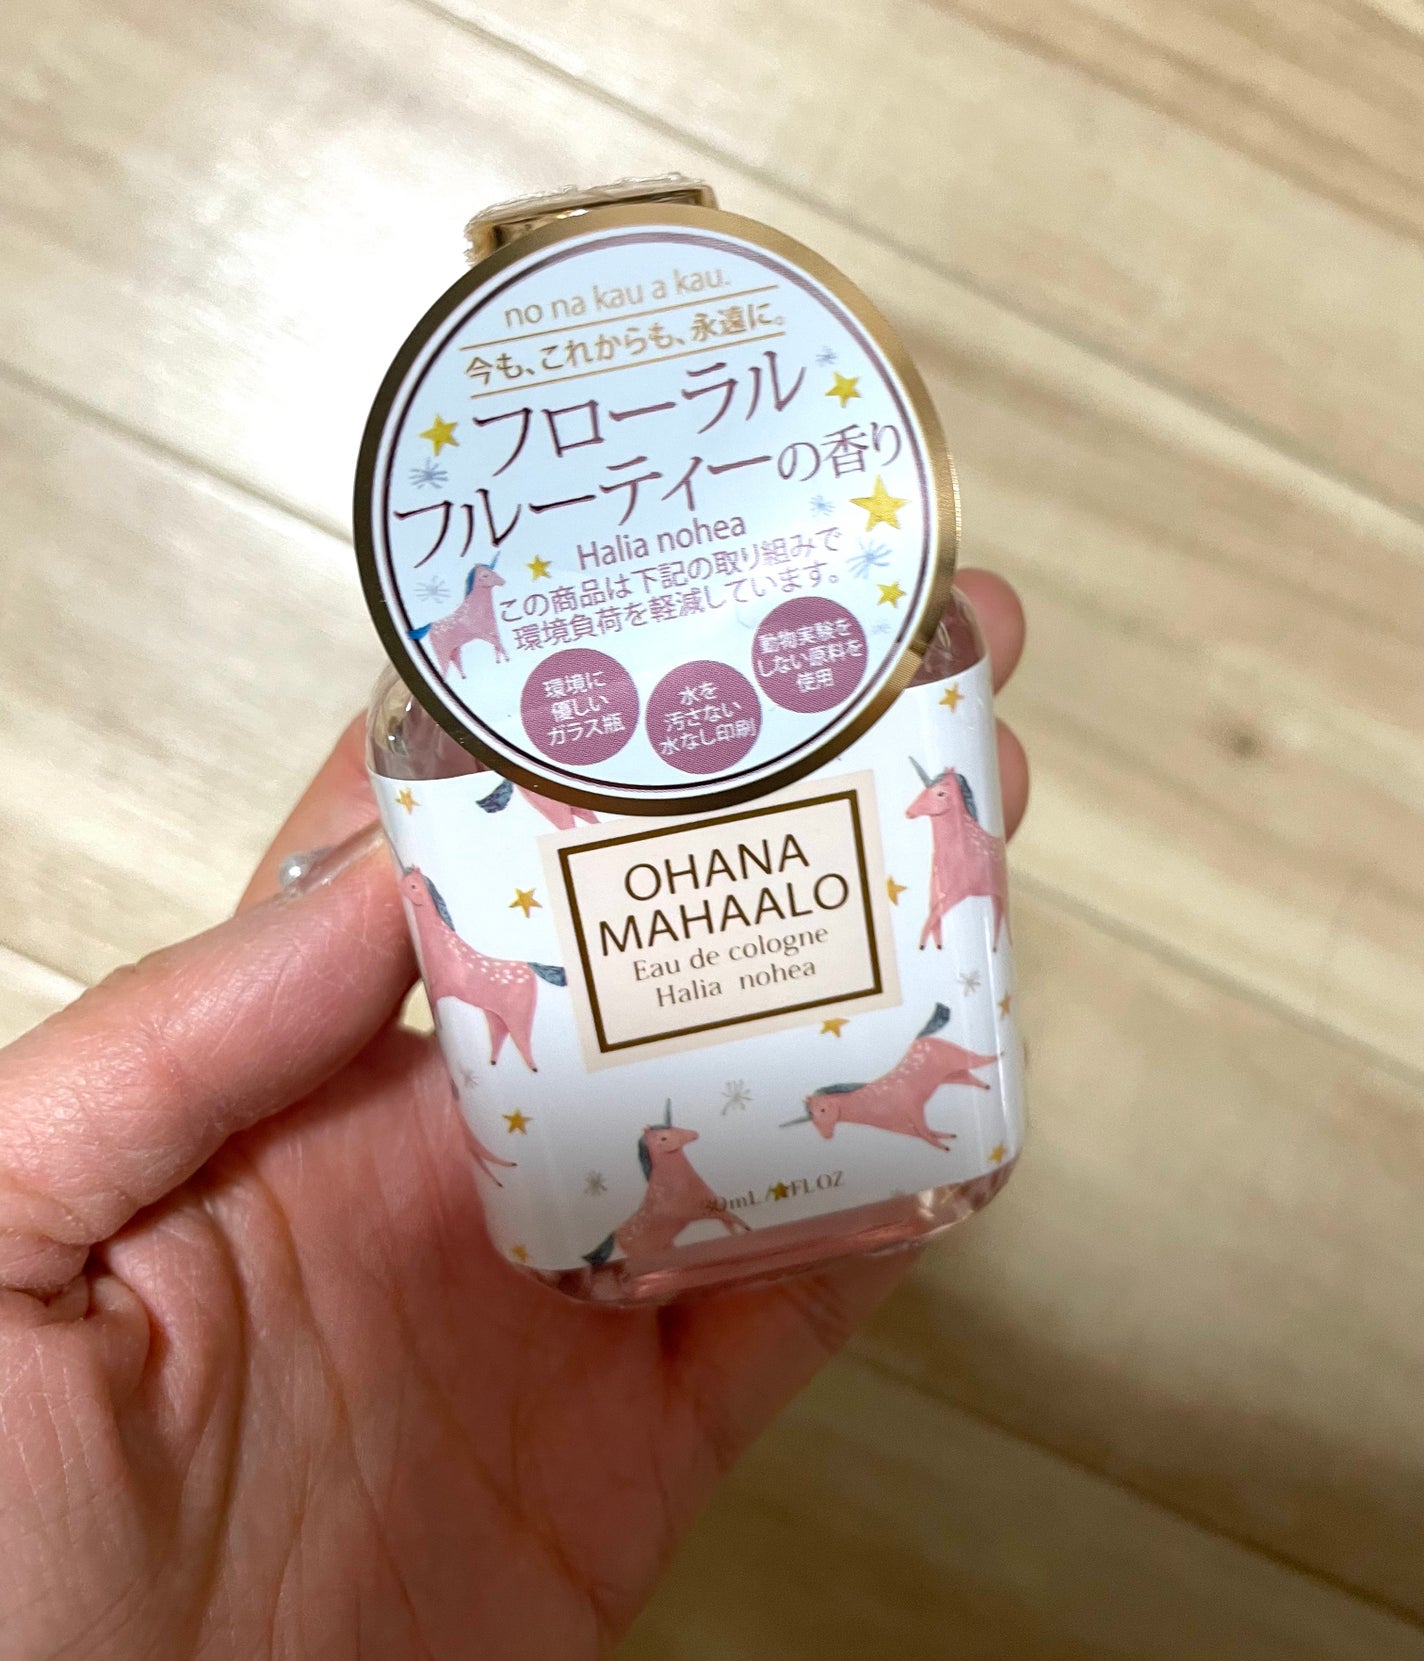 no na kau a kau.
今も、これからも、永遠に。
フローラル
フルーティーの香り
Halia nohea
この商品は下記の取り組みで
環境負荷を軽減しています。
環境に
優しい
ガラス瓶
水を
汚さない
水なし印刷
動物実験を
しない原料を
使用
OHANA
MAHAALO
Eau de cologne
Halia nohea
30mL/ FL OZ